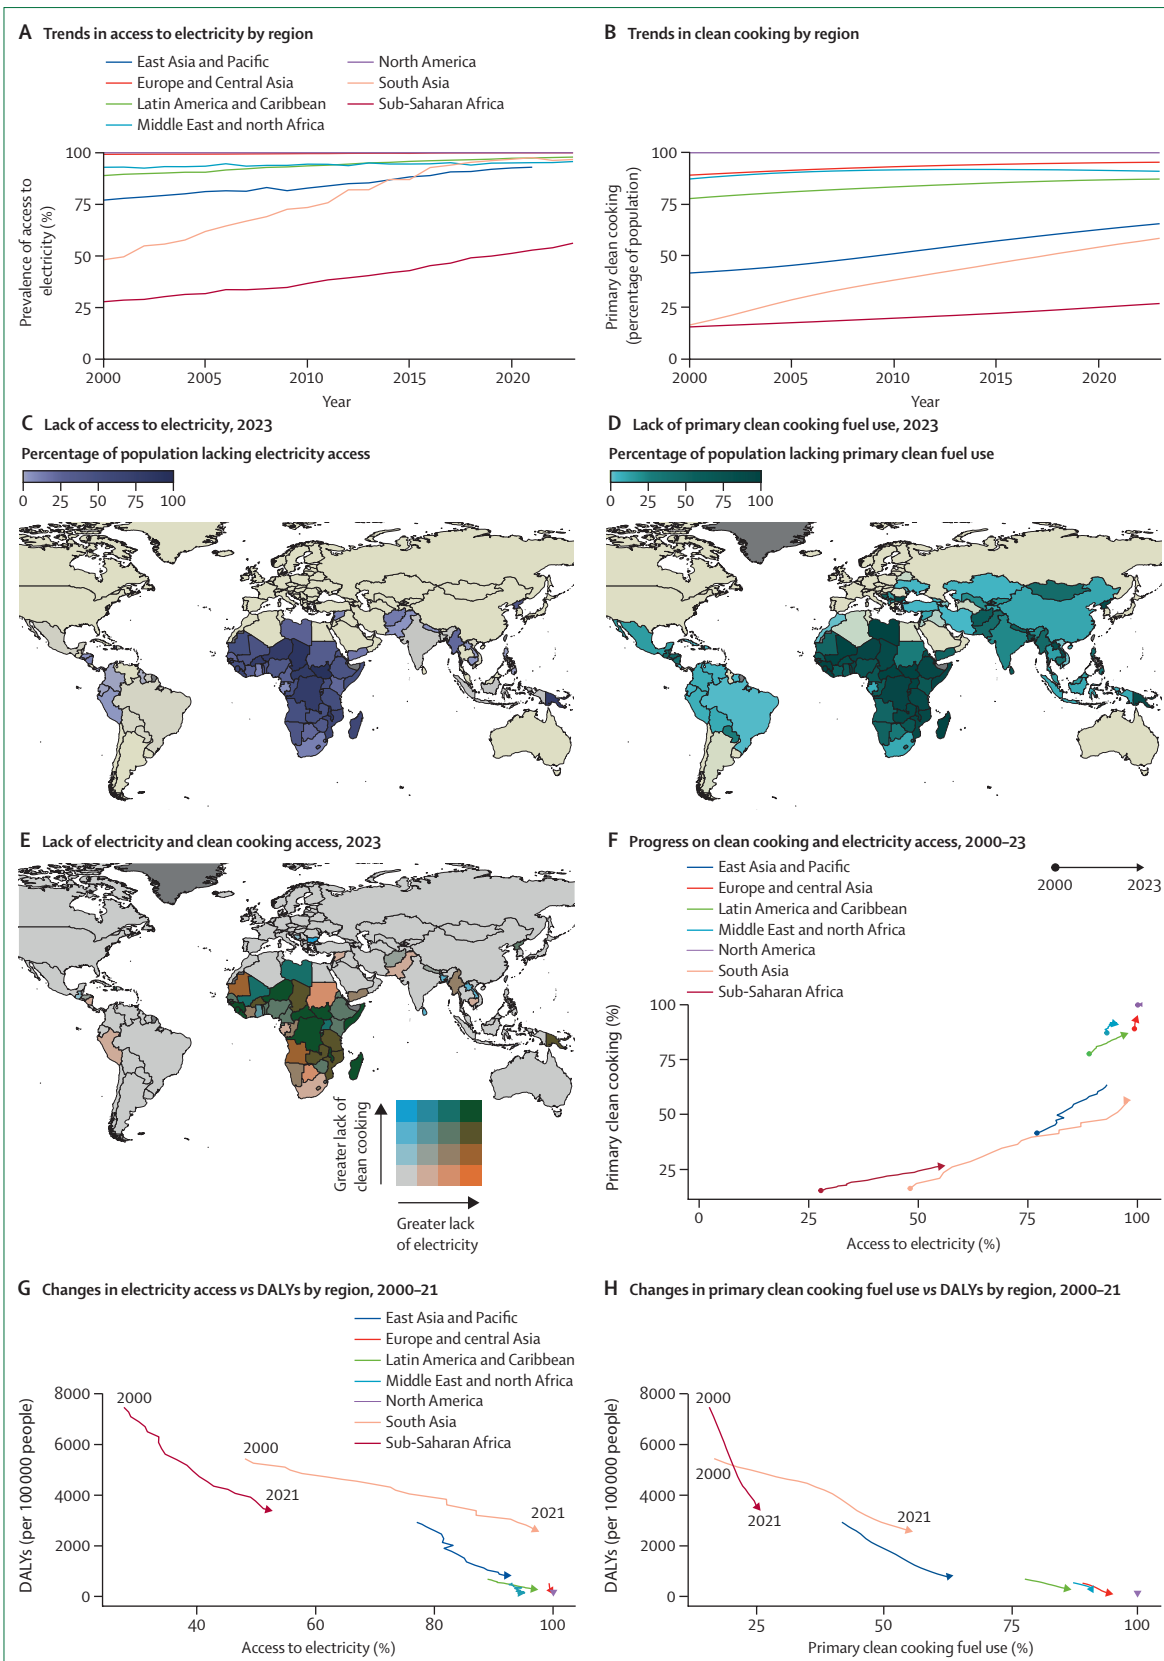 A Trends in access to electricity by region
East Asia and Pacific
Europe and Central Asia
Latin America and Caribbean
Middle East and north Africa
North America
South Asia
Sub-Saharan Africa
Prevalence of access to
electricity (%)
100
75
50
25
0
2000
2005
2010
2015
2020
Year
B Trends in clean cooking by region
Primary clean cooking
(percentage of population)
100
75
50
25
0
2000
2005
2010
2015
2020
Year
C Lack of access to electricity, 2023
Percentage of population lacking electricity access
0 25 50 75 100
D Lack of primary clean cooking fuel use, 2023
Percentage of population lacking primary clean fuel use
0 25 50 75 100
E Lack of electricity and clean cooking access, 2023
Greater lack of
clean cooking
Greater lack
of electricity
F Progress on clean cooking and electricity access, 2000–23
East Asia and Pacific
Europe and central Asia
Latin America and Caribbean
Middle East and north Africa
North America
South Asia
Sub-Saharan Africa
2000 2023
Primary clean cooking (%)
100
75
50
25
0 25 50 75 100
Access to electricity (%)
G Changes in electricity access vs DALYs by region, 2000–21
East Asia and Pacific
Europe and central Asia
Latin America and Caribbean
Middle East and north Africa
North America
South Asia
Sub-Saharan Africa
DALYs (per 100 000 people)
8000
6000
4000
2000
0
2000
2021
2000
2021
40 60 80 100
Access to electricity (%)
H Changes in primary clean cooking fuel use vs DALYs by region, 2000–21
DALYs (per 100 000 people)
8000
6000
4000
2000
0
2000
2000
2021
2021
25 50 75 100
Primary clean cooking fuel use (%)